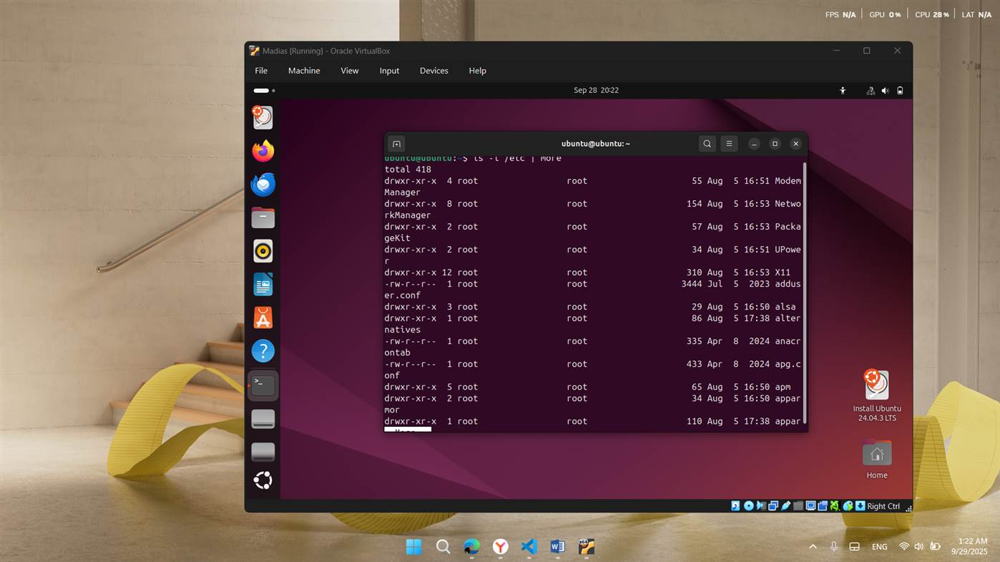 FPS N/A GPU 0% CPU 28% LAT N/A
Madias [Running] - Oracle VirtualBox
File Machine View Input Devices Help
Sep 28 20:22
ubuntu@ubuntu: ~
ubuntu@ubuntu:~$ ls -l /etc | more
total 418
drwxr-xr-x 4 root root 55 Aug 5 16:51 Modem
Manager
drwxr-xr-x 8 root root 154 Aug 5 16:53 Netwo
rkManager
drwxr-xr-x 2 root root 57 Aug 5 16:53 Packa
geKit
drwxr-xr-x 2 root root 34 Aug 5 16:51 UPowe
r
drwxr-xr-x 12 root root 310 Aug 5 16:53 X11
-rw-r--r-- 1 root root 3444 Jul 5 2023 addus
er.conf
drwxr-xr-x 3 root root 29 Aug 5 16:50 alsa
drwxr-xr-x 1 root root 86 Aug 5 17:38 alter
natives
-rw-r--r-- 1 root root 335 Apr 8 2024 anacr
ontab
-rw-r--r-- 1 root root 433 Apr 8 2024 apg.c
onf
drwxr-xr-x 5 root root 65 Aug 5 16:50 apm
drwxr-xr-x 2 root root 34 Aug 5 16:50 appar
mor
drwxr-xr-x 1 root root 110 Aug 5 17:38 appar
Install Ubuntu
24.04.3 LTS
Home
Right Ctrl
ENG
1:22 AM
9/29/2025